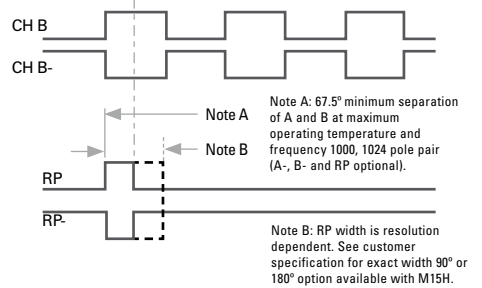 CH B
CH B-
Note A
Note B
RP
RP-
Note A: 67.5º minimum separation
of A and B at maximum
operating temperature and
frequency 1000, 1024 pole pair
(A-, B- and RP optional).
Note B: RP width is resolution
dependent. See customer
specification for exact width 90º or
180º option available with M15H.